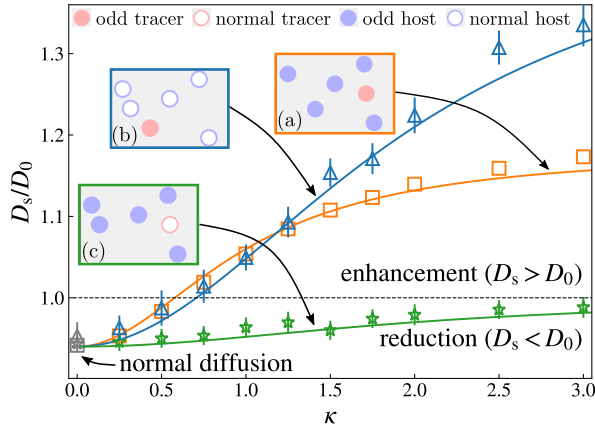 odd tracer normal tracer odd host normal host
1.3
(b)
(a)
1.2
Ds/D0
(c)
1.1
enhancement (Ds > D0)
1.0
reduction (Ds < D0)
normal diffusion
0.0 0.5 1.0 1.5 2.0 2.5 3.0
κ